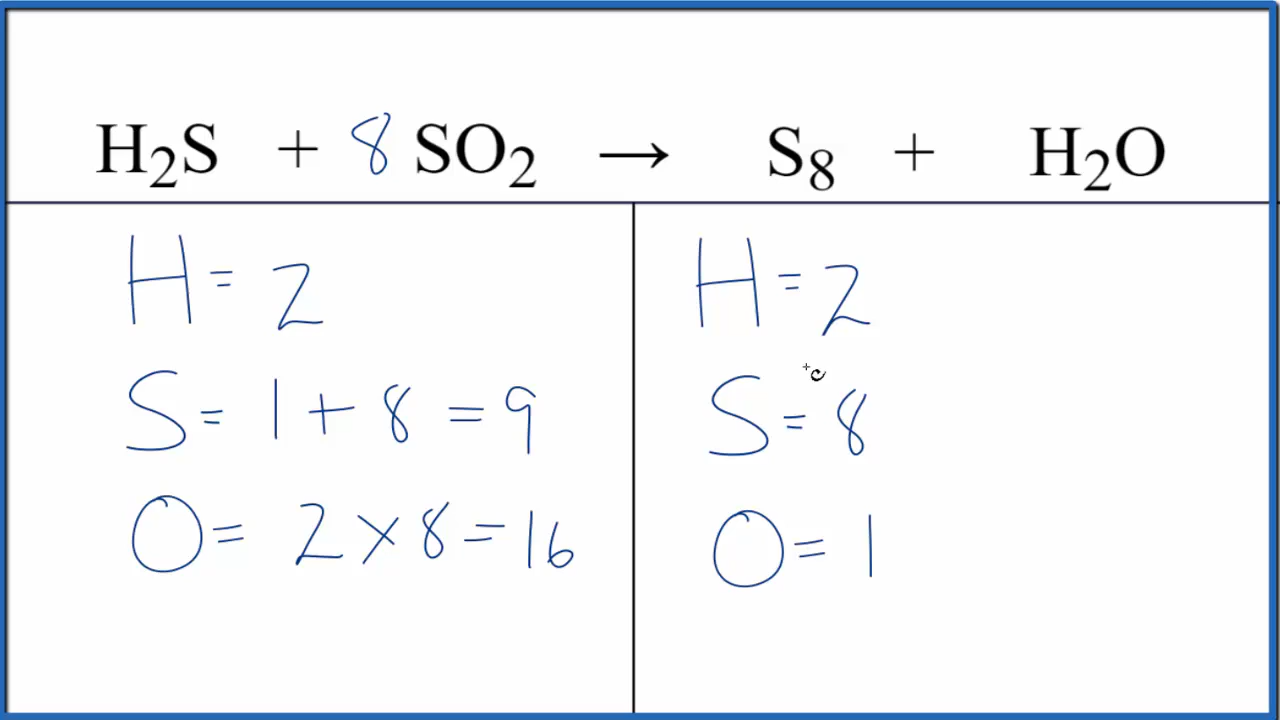 H₂S + 8 SO₂ → S₈ + H₂O
H = 2
S = 1 + 8 = 9
O = 2 × 8 = 16
H = 2
S = 8
O = 1